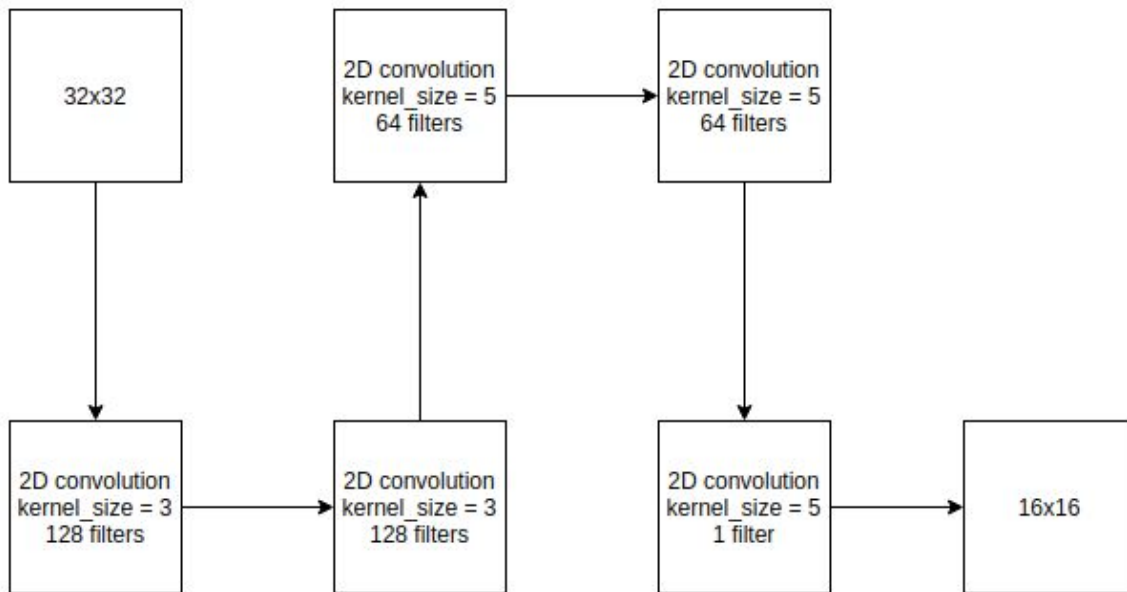 32x32
2D convolution
kernel_size = 3
128 filters
2D convolution
kernel_size = 3
128 filters
2D convolution
kernel_size = 5
64 filters
2D convolution
kernel_size = 5
64 filters
2D convolution
kernel_size = 5
1 filter
16x16